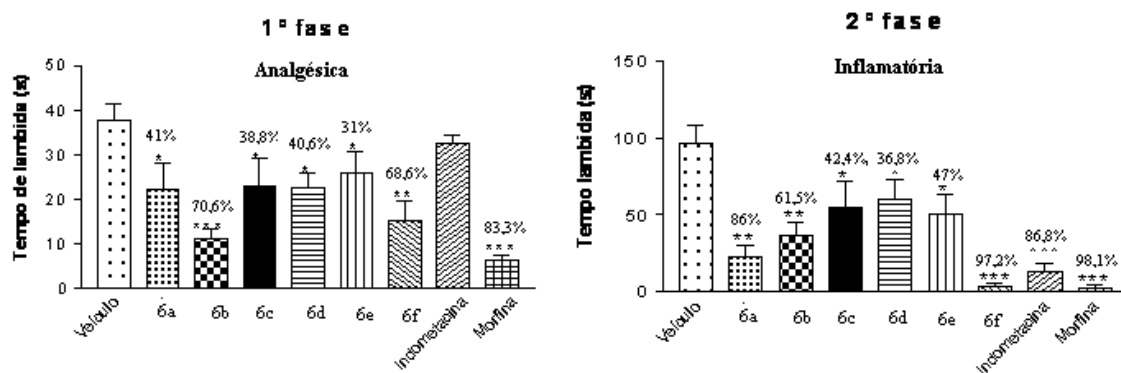 1ª fase
Analgésica
Tempo de lambida (s)
50
40
30
20
10
0
41%
*
70,6%
***
38,8%
*
40,6%
*
31%
*
68,6%
**
83,3%
***
Veículo
6a
6b
6c
6d
6e
6f
Indometacina
Morfina
2ª fase
Inflamatória
Tempo lambida (s)
150
100
50
0
86%
**
61,5%
**
42,4%,
*
36,8%
*
47%
*
97,2%
***
86,8%
***
98,1%
***
Veículo
6a
6b
6c
6d
6e
6f
Indometacina
Morfina